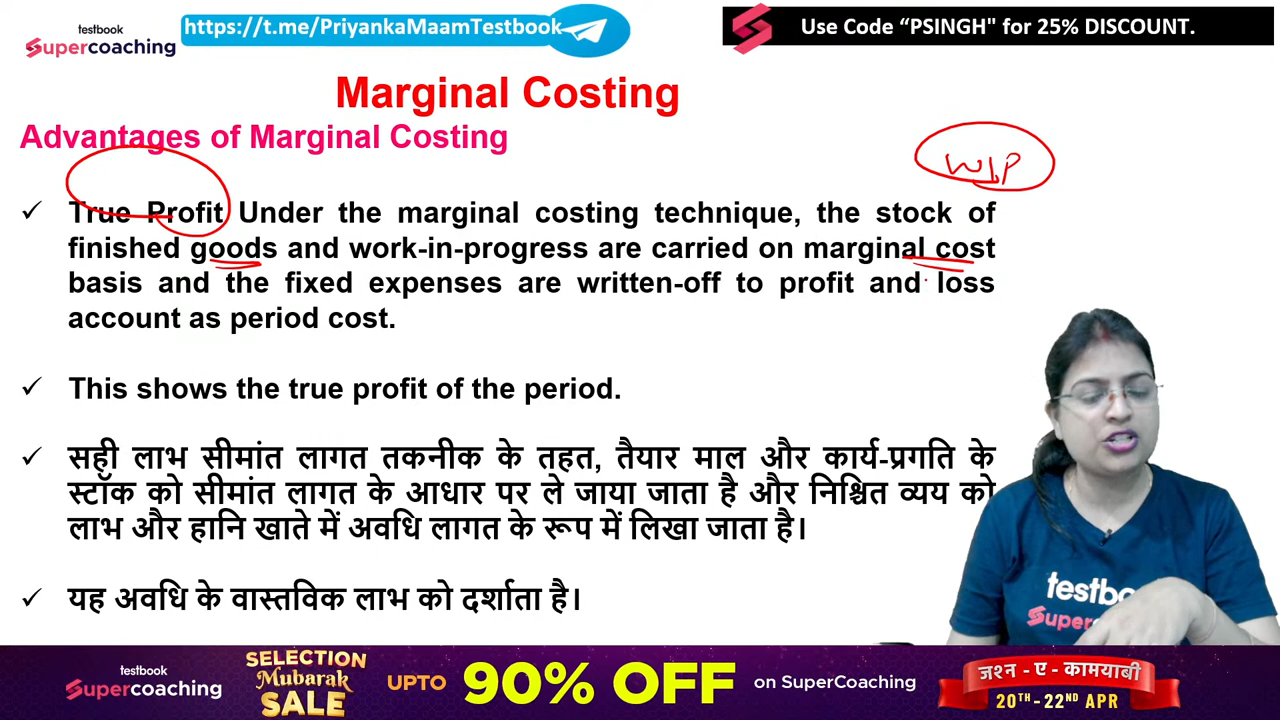 testbook
Supercoaching
https://t.me/PriyankaMaamTestbook
Use Code “PSINGH" for 25% DISCOUNT.
Marginal Costing
Advantages of Marginal Costing
WIP
✓ True Profit Under the marginal costing technique, the stock of
finished goods and work-in-progress are carried on marginal cost
basis and the fixed expenses are written-off to profit and loss
account as period cost.
✓ This shows the true profit of the period.
✓ सही लाभ सीमांत लागत तकनीक के तहत, तैयार माल और कार्य-प्रगति के
स्टॉक को सीमांत लागत के आधार पर ले जाया जाता है और निश्चित व्यय को
लाभ और हानि खाते में अवधि लागत के रूप में लिखा जाता है।
✓ यह अवधि के वास्तविक लाभ को दर्शाता है।
testbo
Superc
testbook
Supercoaching
SELECTION
Mubarak
SALE
UPTO 90% OFF on SuperCoaching
जश्न - ए - कामयाबी
20TH -22ND APR